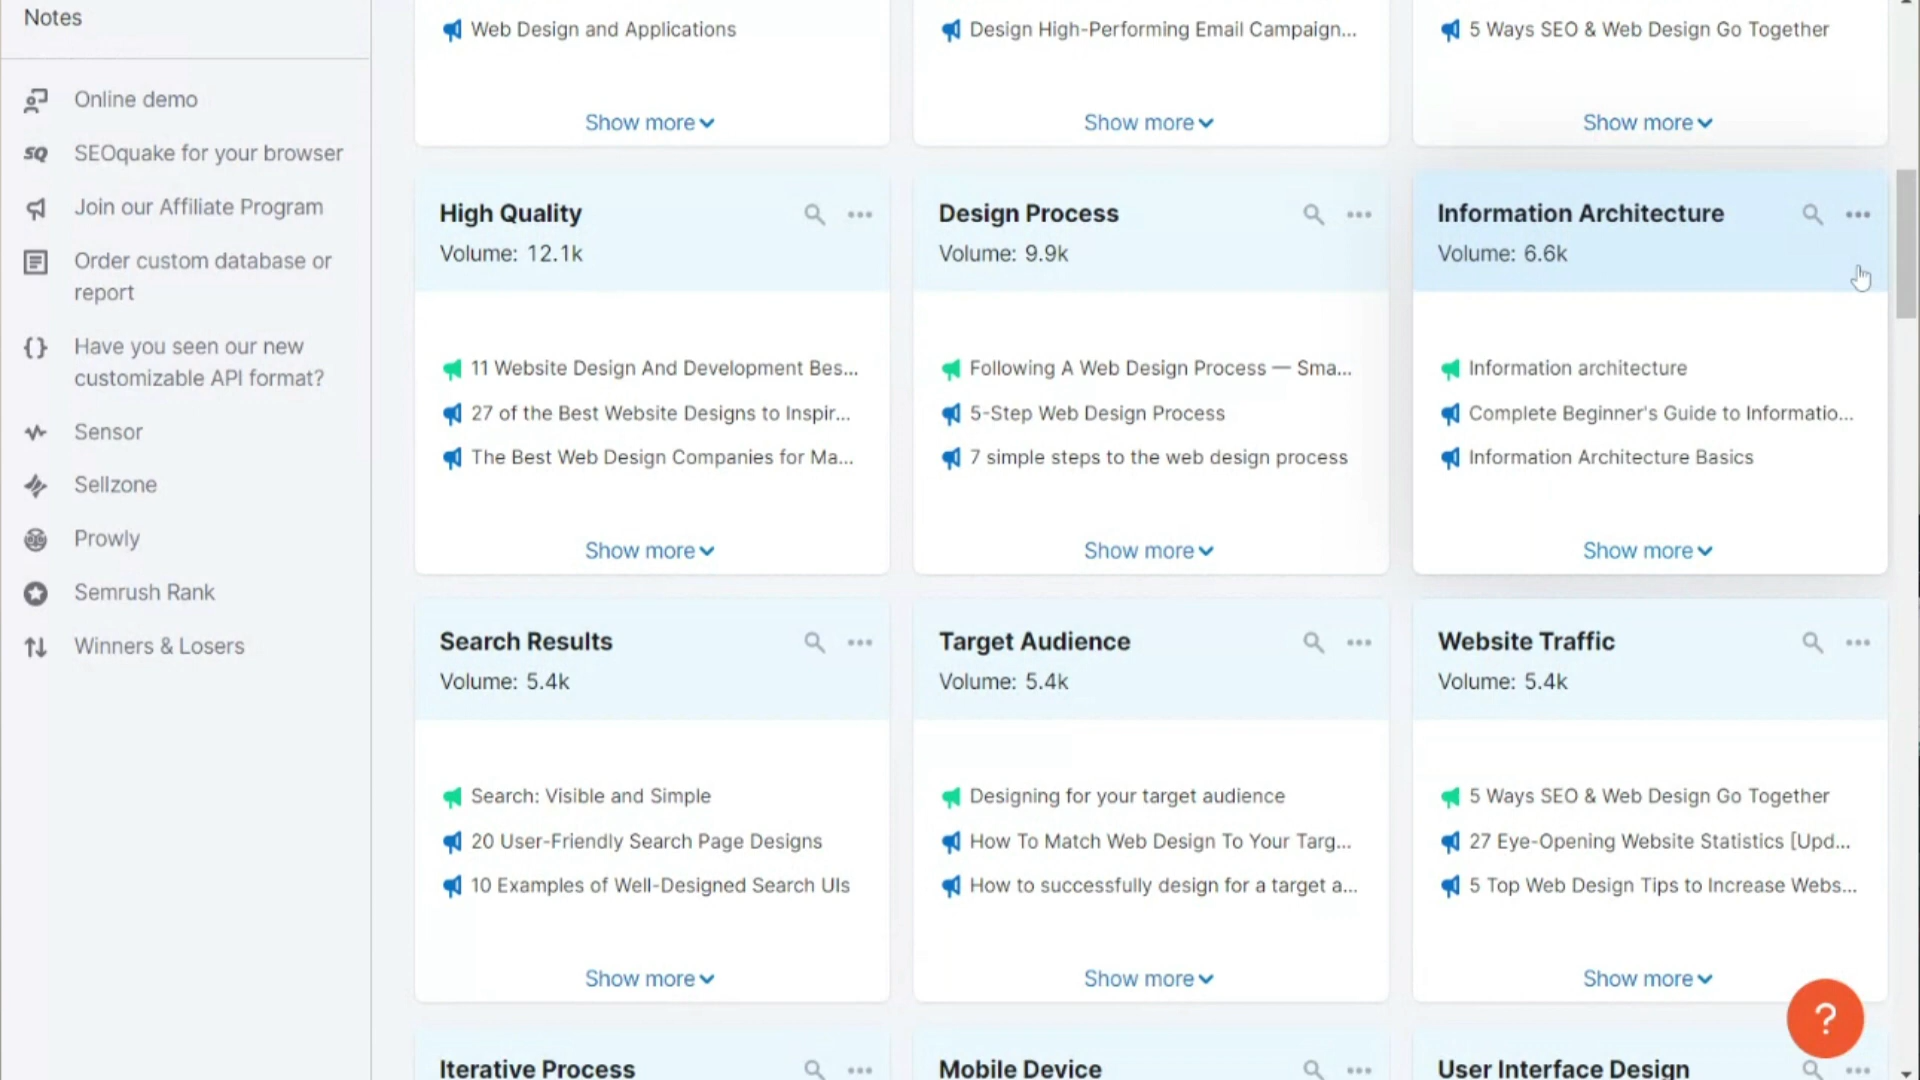 Notes
Online demo
SEOquake for your browser
Join our Affiliate Program
Order custom database or
report
Have you seen our new
customizable API format?
Sensor
Sellzone
Prowly
Semrush Rank
Winners & Losers
Web Design and Applications
Show more
Design High-Performing Email Campaign...
Show more
5 Ways SEO & Web Design Go Together
Show more
High Quality
Volume: 12.1k
11 Website Design And Development Bes...
27 of the Best Website Designs to Inspir...
The Best Web Design Companies for Ma...
Show more
Design Process
Volume: 9.9k
Following A Web Design Process — Sma...
5-Step Web Design Process
7 simple steps to the web design process
Show more
Information Architecture
Volume: 6.6k
Information architecture
Complete Beginner's Guide to Informatio...
Information Architecture Basics
Show more
Search Results
Volume: 5.4k
Search: Visible and Simple
20 User-Friendly Search Page Designs
10 Examples of Well-Designed Search UIs
Show more
Target Audience
Volume: 5.4k
Designing for your target audience
How To Match Web Design To Your Targ...
How to successfully design for a target a...
Show more
Website Traffic
Volume: 5.4k
5 Ways SEO & Web Design Go Together
27 Eye-Opening Website Statistics [Upd...
5 Top Web Design Tips to Increase Webs...
Show more
Iterative Process
Mobile Device
User Interface Design
?